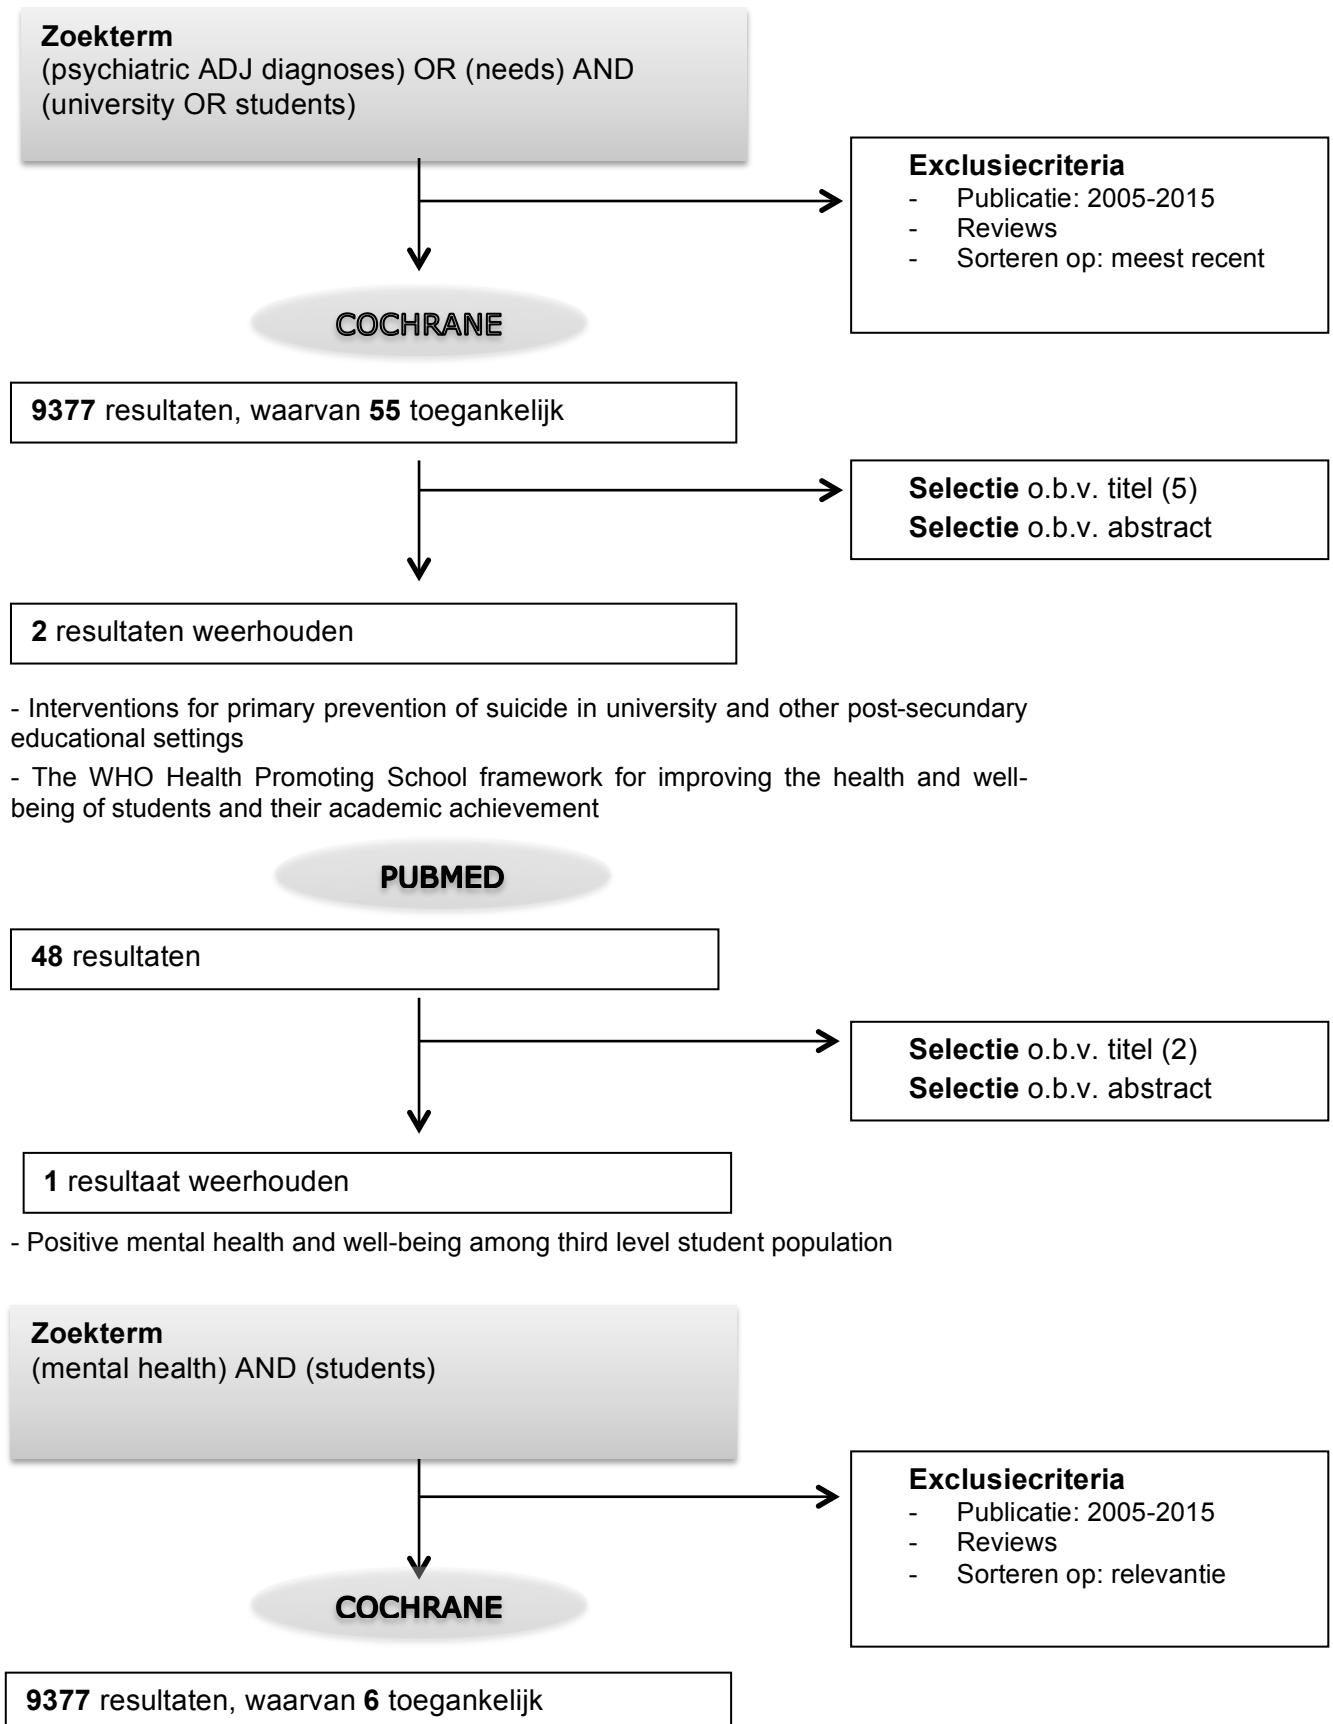 Zoekterm
(psychiatric ADJ diagnoses) OR (needs) AND
(university OR students)
Exclusiecriteria
- Publicatie: 2005-2015
- Reviews
- Sorteren op: meest recent
COCHRANE
9377 resultaten, waarvan 55 toegankelijk
Selectie o.b.v. titel (5)
Selectie o.b.v. abstract
2 resultaten weerhouden
- Interventions for primary prevention of suicide in university and other post-secundary
educational settings
- The WHO Health Promoting School framework for improving the health and well-
being of students and their academic achievement
PUBMED
48 resultaten
Selectie o.b.v. titel (2)
Selectie o.b.v. abstract
1 resultaat weerhouden
- Positive mental health and well-being among third level student population
Zoekterm
(mental health) AND (students)
Exclusiecriteria
- Publicatie: 2005-2015
- Reviews
- Sorteren op: relevantie
COCHRANE
9377 resultaten, waarvan 6 toegankelijk